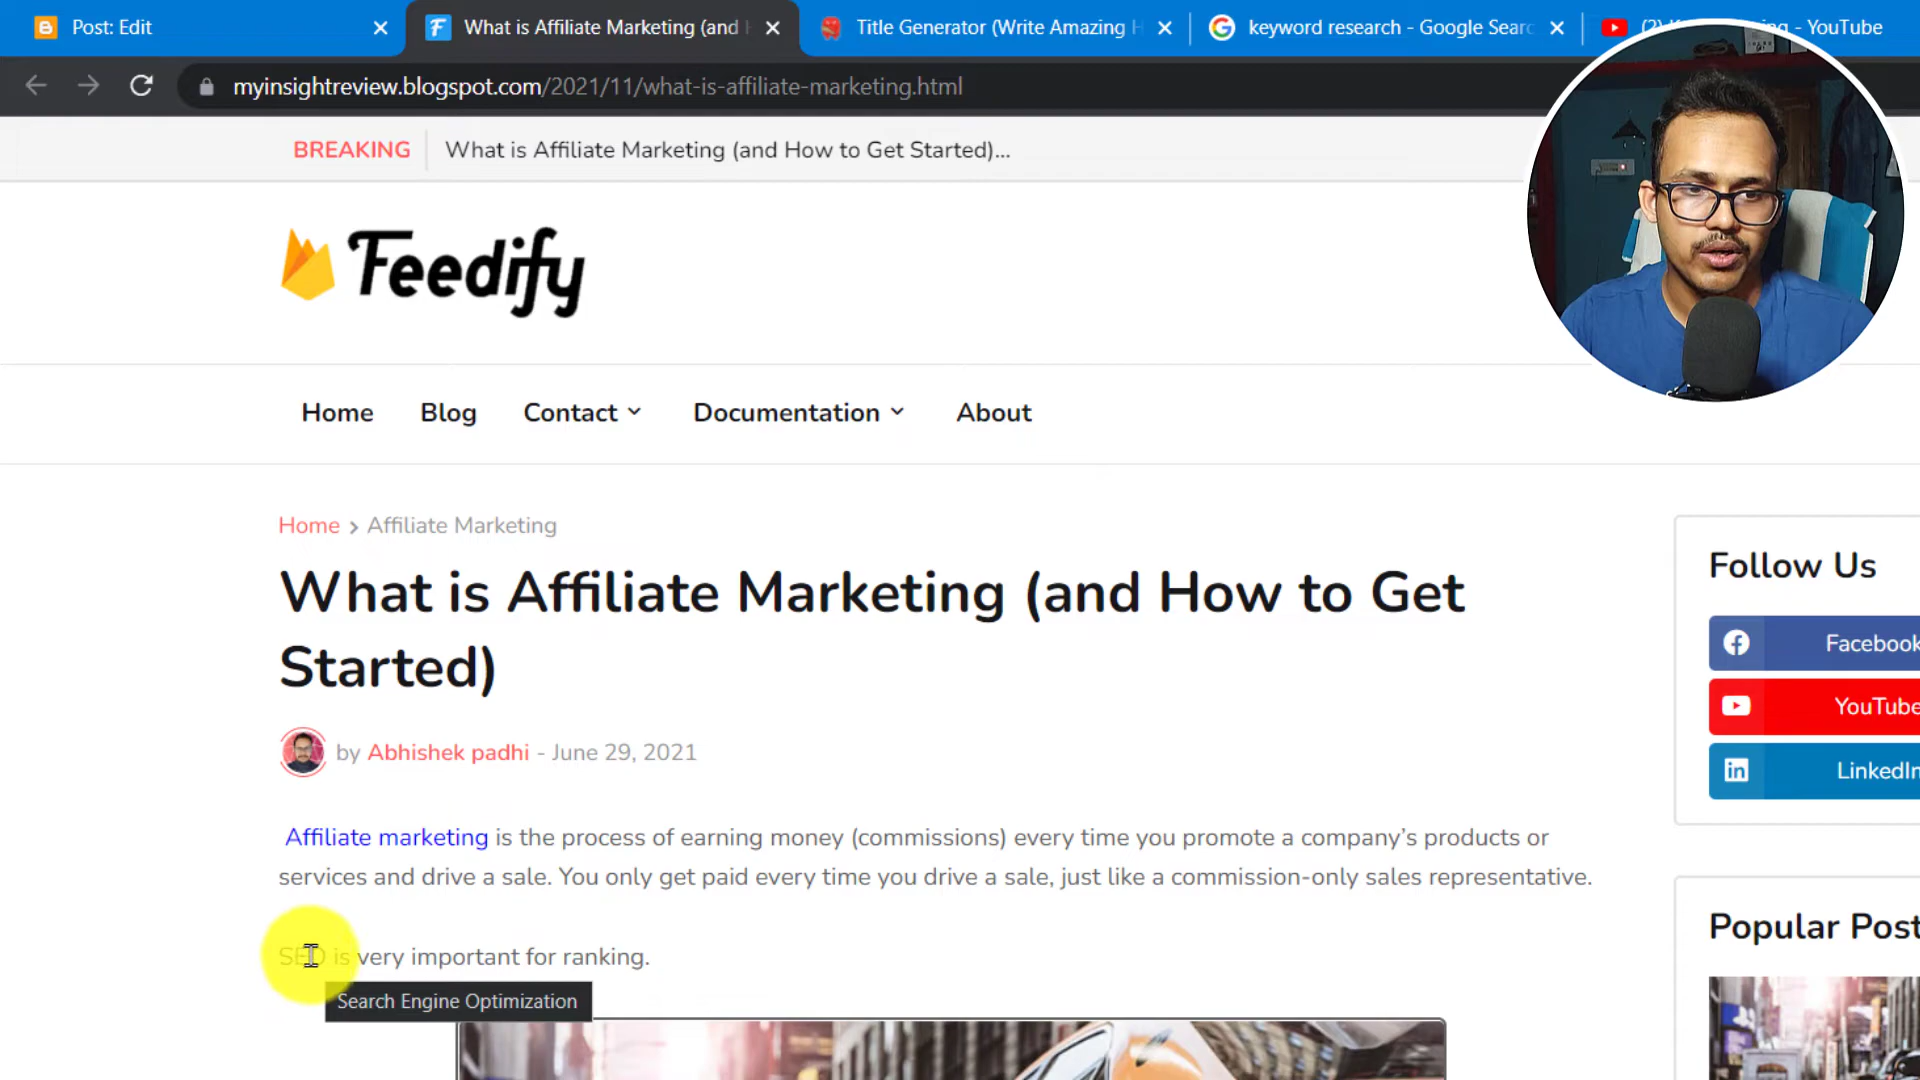 Post: Edit
What is Affiliate Marketing (and
Title Generator (Write Amazing H
keyword research - Google Searc
- YouTube
myinsightreview.blogspot.com/2021/11/what-is-affiliate-marketing.html
BREAKING
What is Affiliate Marketing (and How to Get Started)...
Feedify
Home
Blog
Contact
Documentation
About
Home > Affiliate Marketing
What is Affiliate Marketing (and How to Get
Started)
by Abhishek padhi - June 29, 2021
Affiliate marketing is the process of earning money (commissions) every time you promote a company’s products or
services and drive a sale. You only get paid every time you drive a sale, just like a commission-only sales representative.
SEO is very important for ranking.
Search Engine Optimization
Follow Us
Facebook
YouTube
LinkedIn
Popular Post